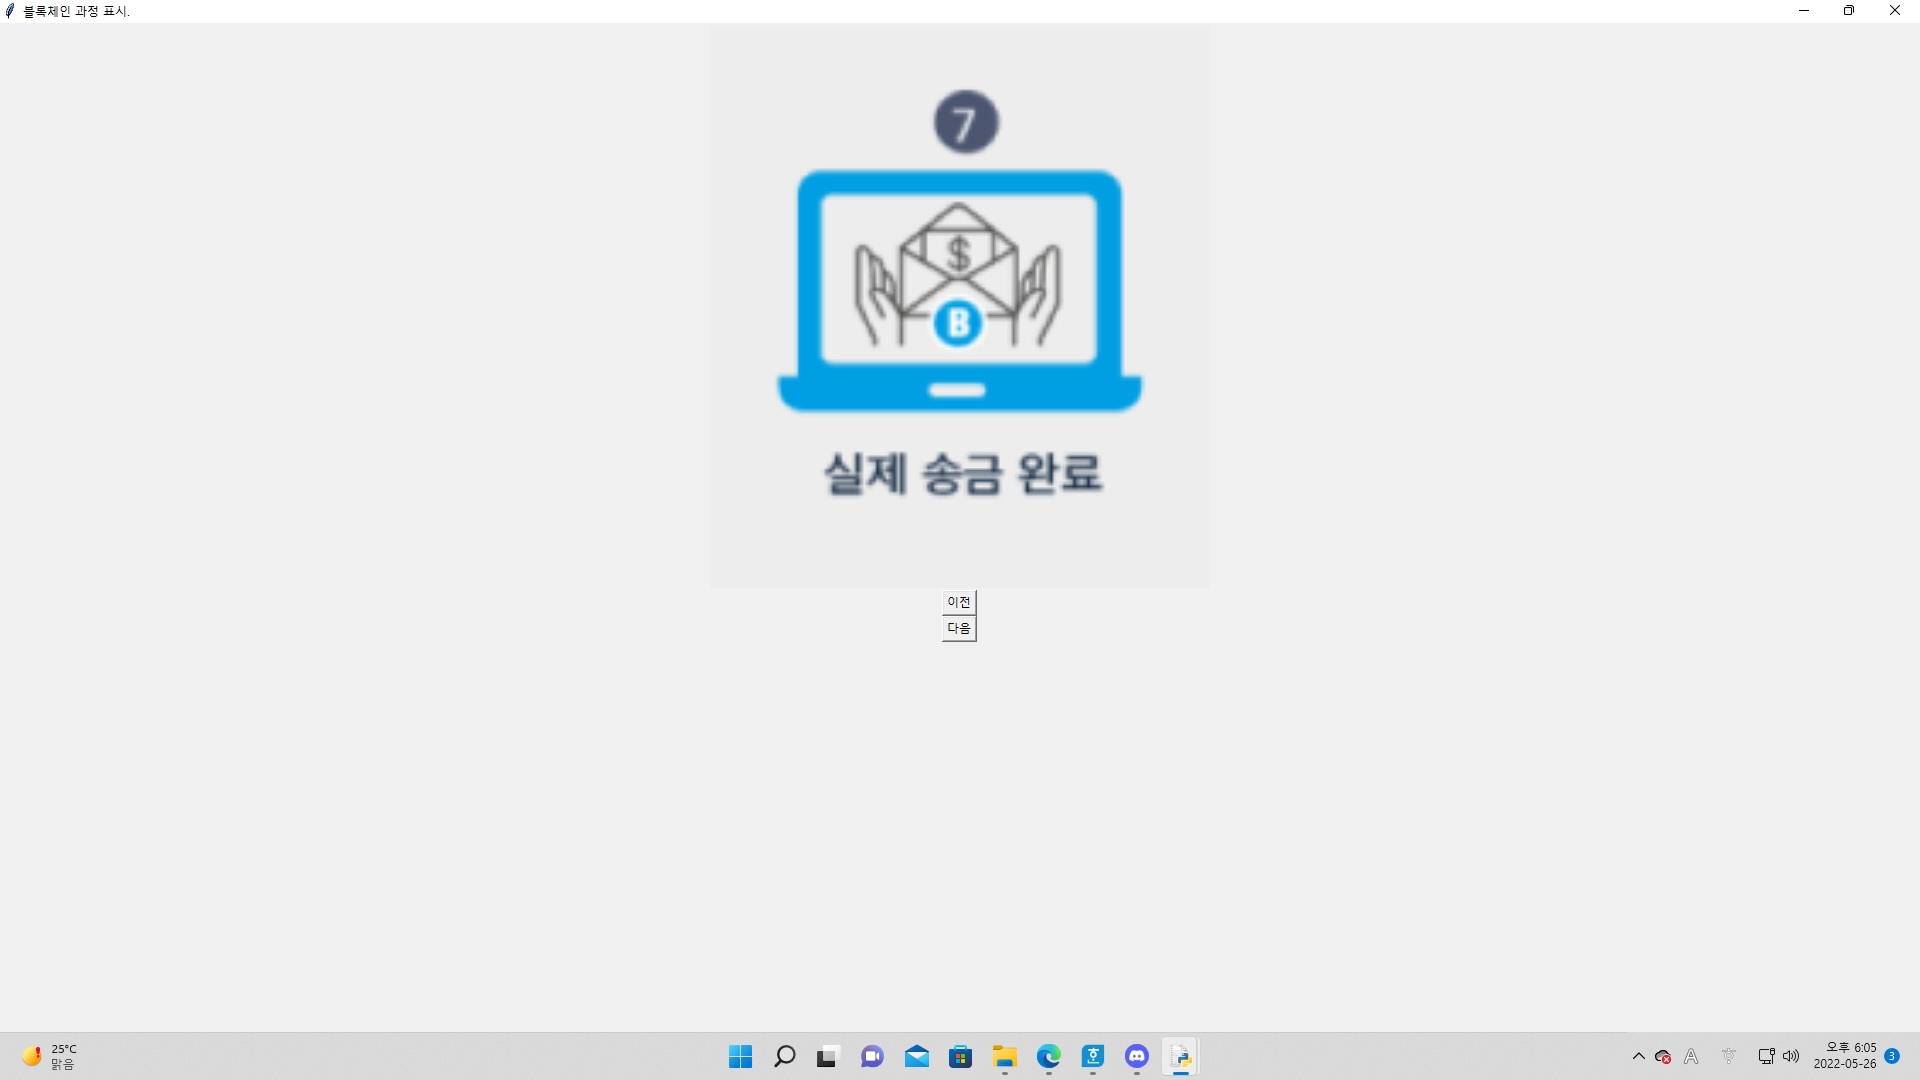 블록체인 과정 표시.
7
$
B
실제 송금 완료
이전
다음
25°C
맑음
A
오후 6:05
2022-05-26
3